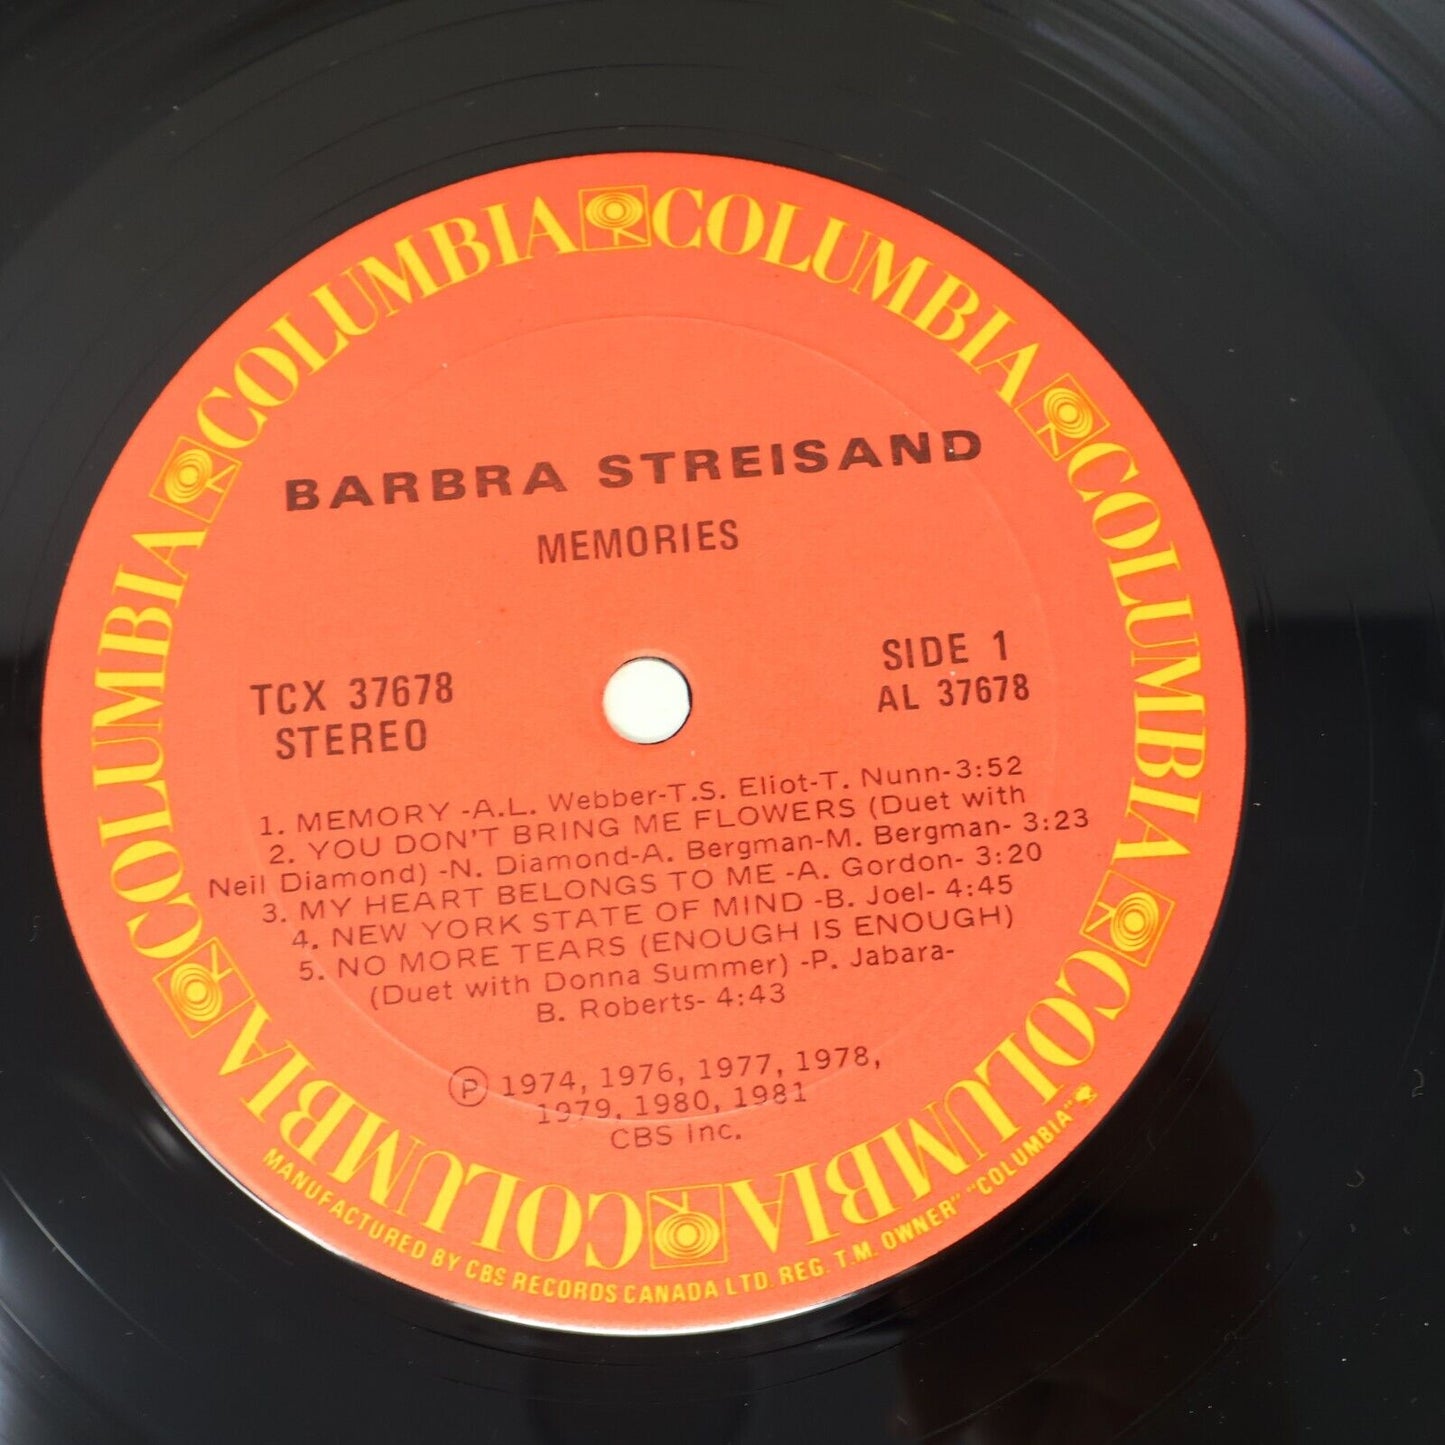 COLUMBIA COLUMBIA COLUMBIA COLUMBIA COLUMBIA COLUMBIA
BARBRA STREISAND
MEMORIES
TCX 37678
STEREO
SIDE 1
AL 37678
1. MEMORY -A.L. Webber-T.S. Eliot-T. Nunn-3:52
2. YOU DON'T BRING ME FLOWERS (Duet with
Neil Diamond) -N. Diamond-A. Bergman-M. Bergman- 3:23
3. MY HEART BELONGS TO ME -A. Gordon- 3:20
4. NEW YORK STATE OF MIND -B. Joel- 4:45
5. NO MORE TEARS (ENOUGH IS ENOUGH)
(Duet with Donna Summer) -P. Jabara-
B. Roberts- 4:43
Ⓟ 1974, 1976, 1977, 1978,
1979, 1980, 1981
CBS Inc.
MANUFACTURED BY CBS RECORDS CANADA LTD. REG. T.M. OWNER" "COLUMBIA"